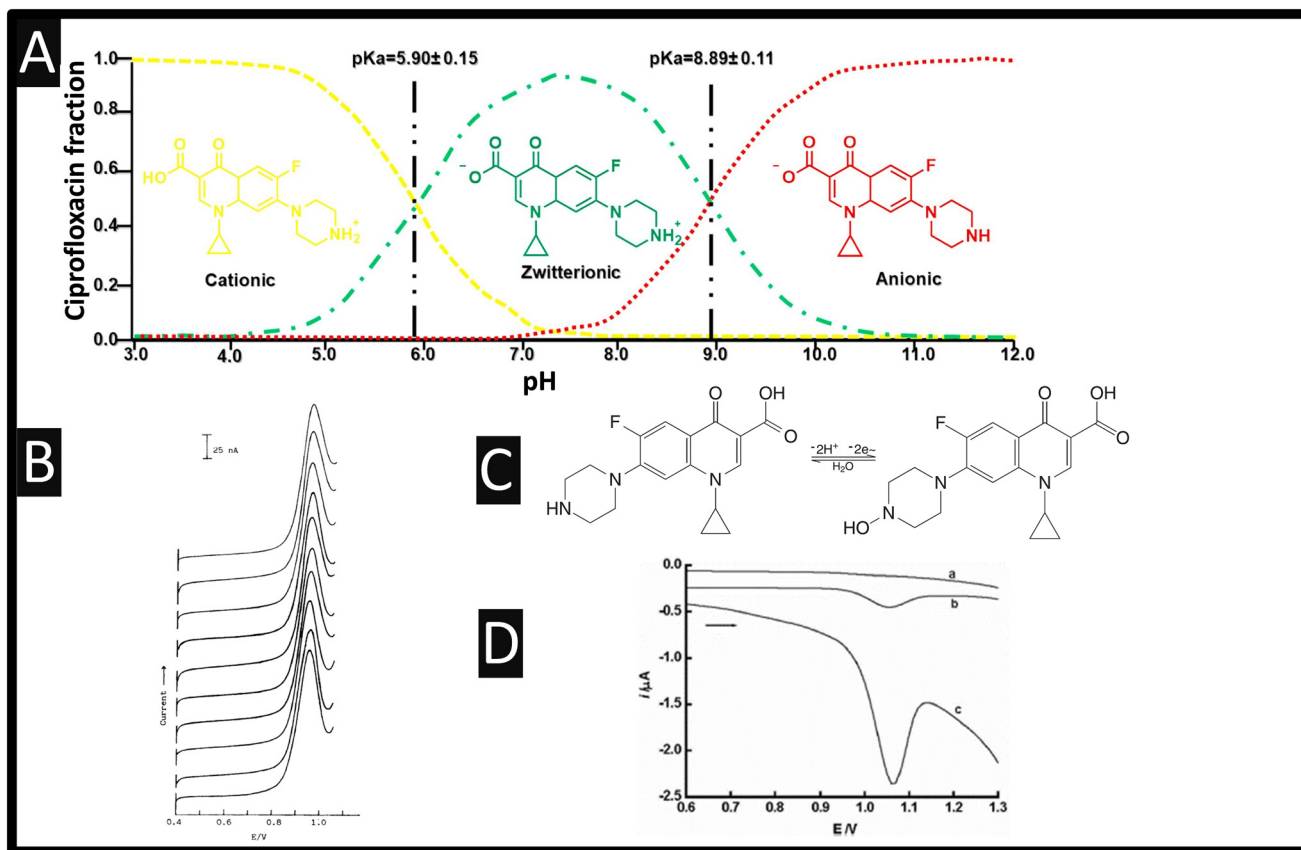 A
pKa=5.90±0.15
pKa=8.89±0.11
Ciprofloxacin fraction
1.0
0.8
0.6
0.4
0.2
0.0
3.0 4.0 5.0 6.0 7.0 8.0 9.0 10.0 11.0 12.0
pH
O O
HO F
N N
NH2+
Cationic
O O
-O F
N N
NH2+
Zwitterionic
O O
-O F
N N
NH
Anionic
B
25 nA
Current
0.4 0.6 0.8 1.0
E/V
C
O OH
F O
N N
HN
-2H+ -2e~
H2O
O OH
F O
N N
N
HO
D
0.0
-0.5
-1.0
-1.5
-2.0
-2.5
i/µA
a
b
c
0.6 0.7 0.8 0.9 1.0 1.1 1.2 1.3
E/V